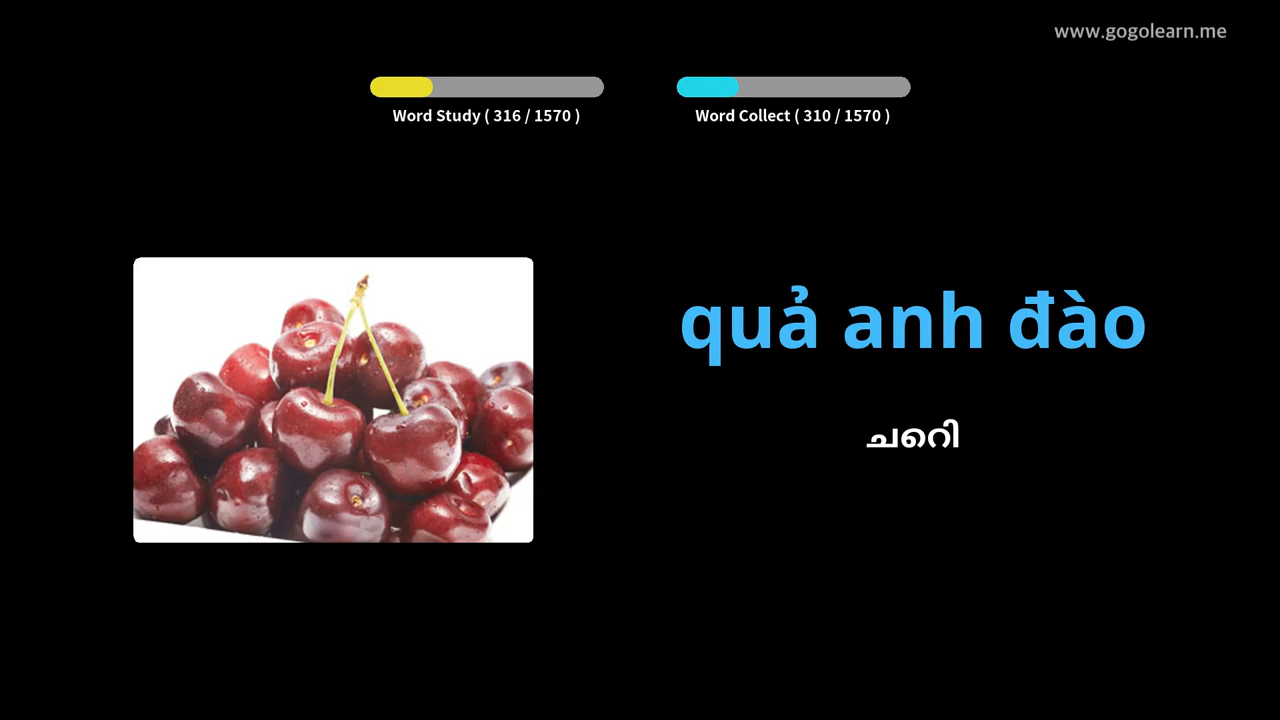 www.gogolearn.me
Word Study ( 316 / 1570 )
Word Collect ( 310 / 1570 )
quả anh đào
ചെറി